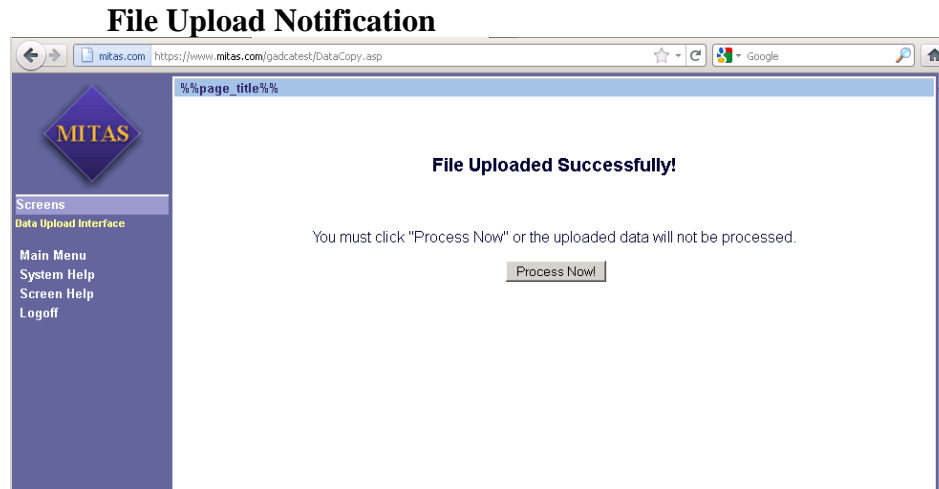 File Upload Notification
mitas.com https://www.mitas.com/gadcatest/DataCopy.asp Google
%%page_title%%
MITAS
File Uploaded Successfully!
Screens
Data Upload Interface
You must click "Process Now" or the uploaded data will not be processed.
Main Menu
Process Now!
System Help
Screen Help
Logoff